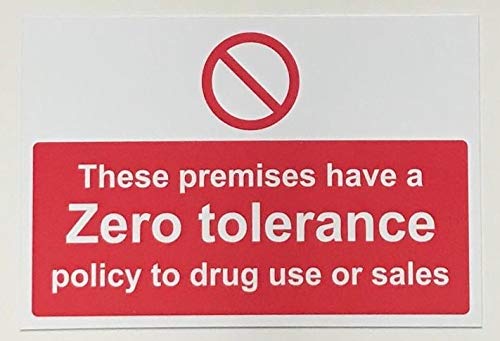 These premises have a
Zero tolerance
policy to drug use or sales